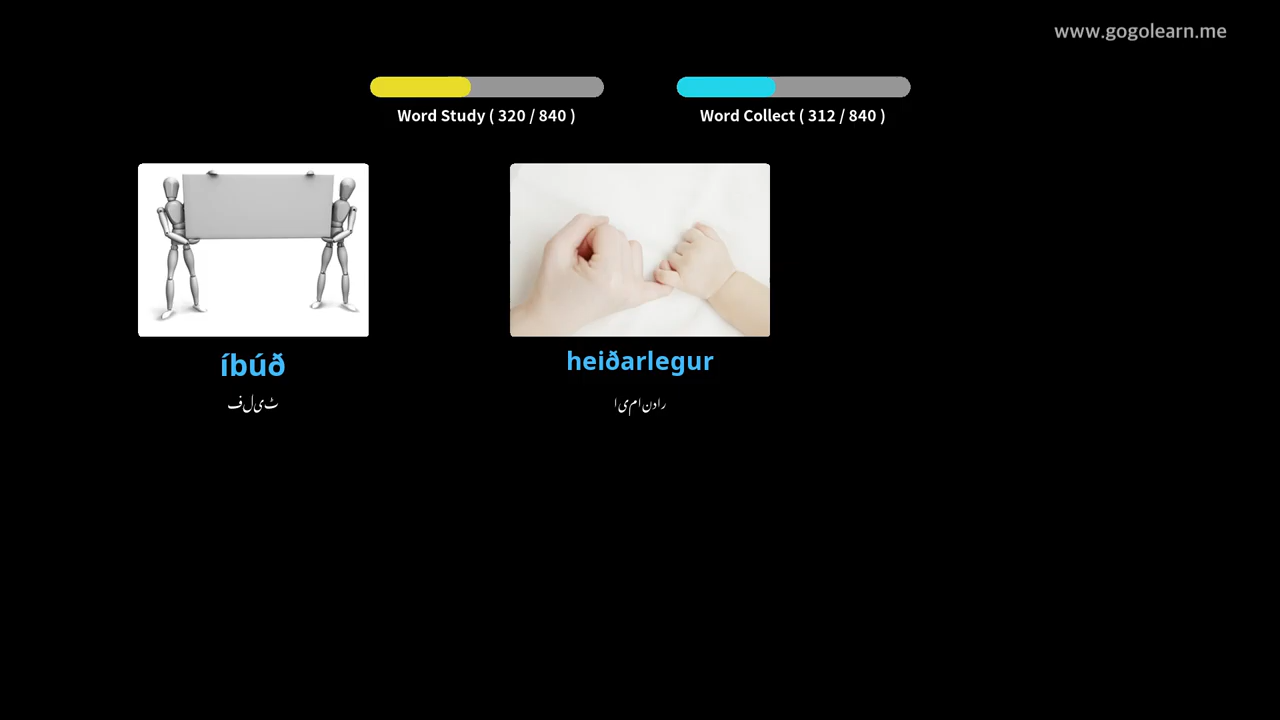 www.gogolearn.me
Word Study ( 320 / 840 )
Word Collect ( 312 / 840 )
íbúð
فلیٹ
heiðarlegur
ایماندار